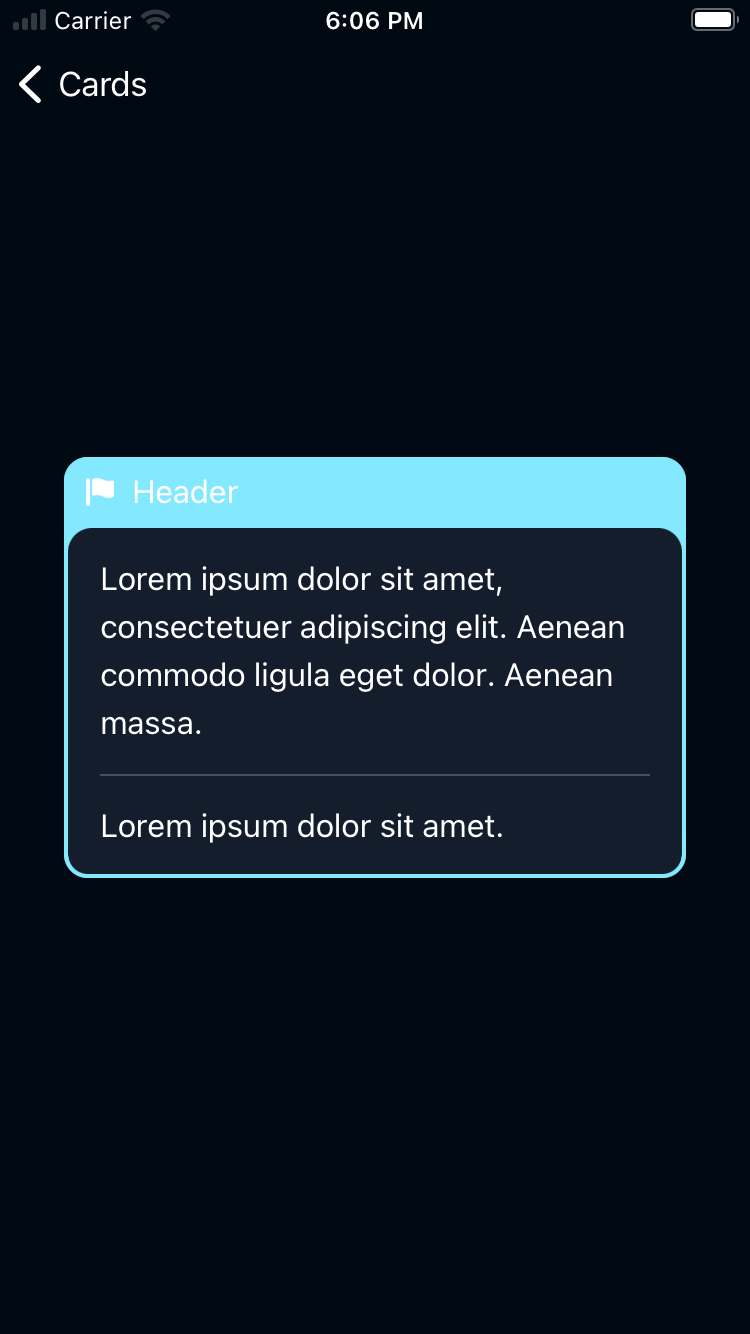 Carrier 6:06 PM
Cards
Header
Lorem ipsum dolor sit amet,
consectetuer adipiscing elit. Aenean
commodo ligula eget dolor. Aenean
massa.
Lorem ipsum dolor sit amet.